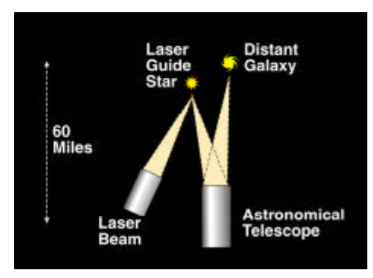 Laser
Guide
Star
Distant
Galaxy
60
Miles
Laser
Beam
Astronomical
Telescope